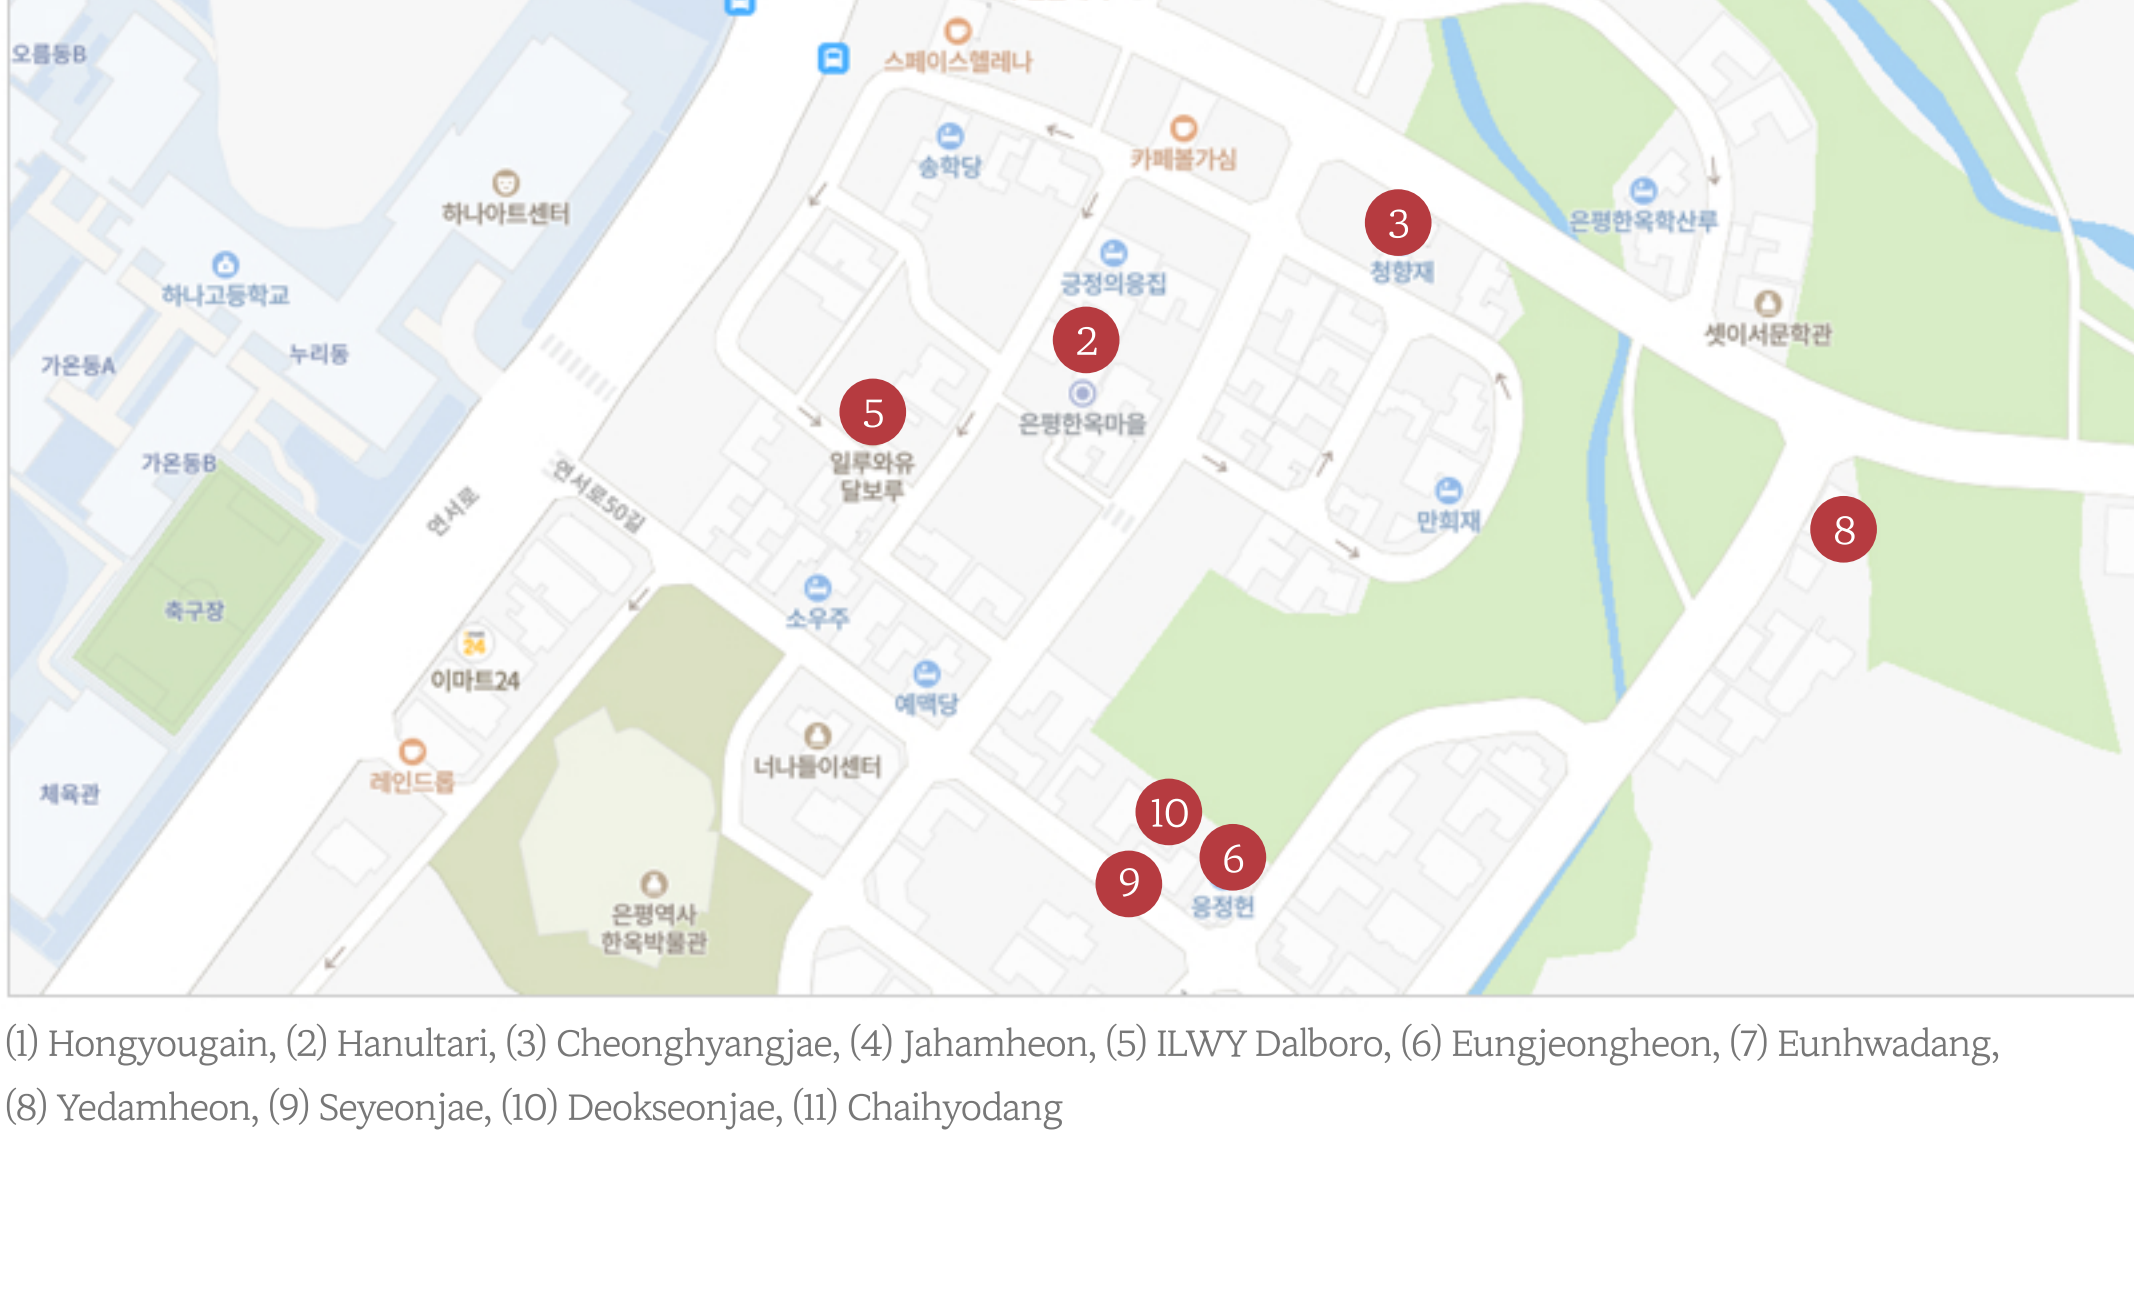 오름동B
스페이스헬레나
송학당
카페볼가심
하나아트센터
3
청향재
은평한옥학산루
하나고등학교
긍정의웅집
2
셋이서문학관
누리동
가온동A
5
은평한옥마을
가온동B
일루와유
달보루
연서로
연서로50길
만희재
8
축구장
소우주
24
이마트24
예맥당
너나들이센터
레인드롭
체육관
10
6
9
웅정헌
은평역사
한옥박물관
(1) Hongyougain, (2) Hanultari, (3) Cheonghyangjae, (4) Jahamheon, (5) ILWY Dalboro, (6) Eungjeongheon, (7) Eunhwadang,
(8) Yedamheon, (9) Seyeonjae, (10) Deokseonjae, (11) Chaihyodang